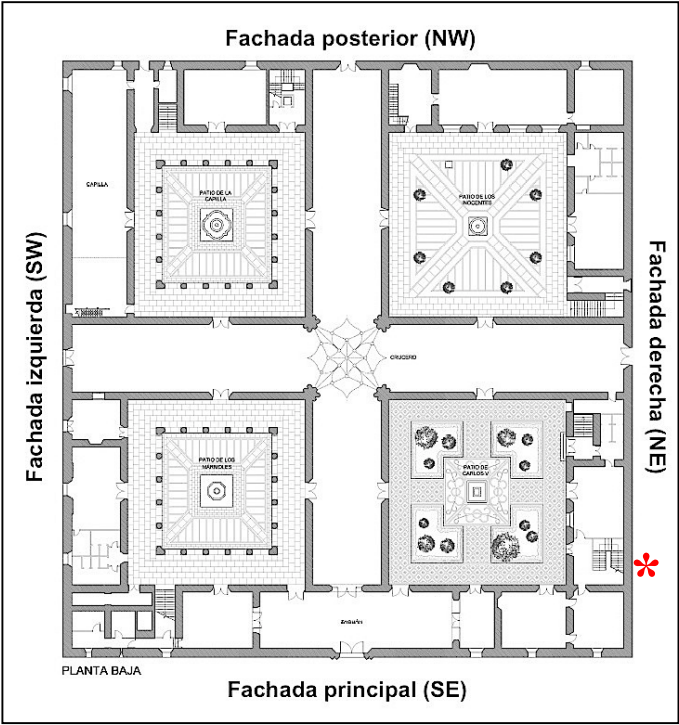 Fachada posterior (NW)
CAPILLA
PATIO DE LA
CAPILLA
PATIO DE LOS
INOCENTES
Fachada izquierda (SW)
Fachada derecha (NE)
CRUCERO
PATIO DE LOS
MÁRMOLES
PATIO DE
CARLOS V
*
ZAGUÁN
PLANTA BAJA
Fachada principal (SE)